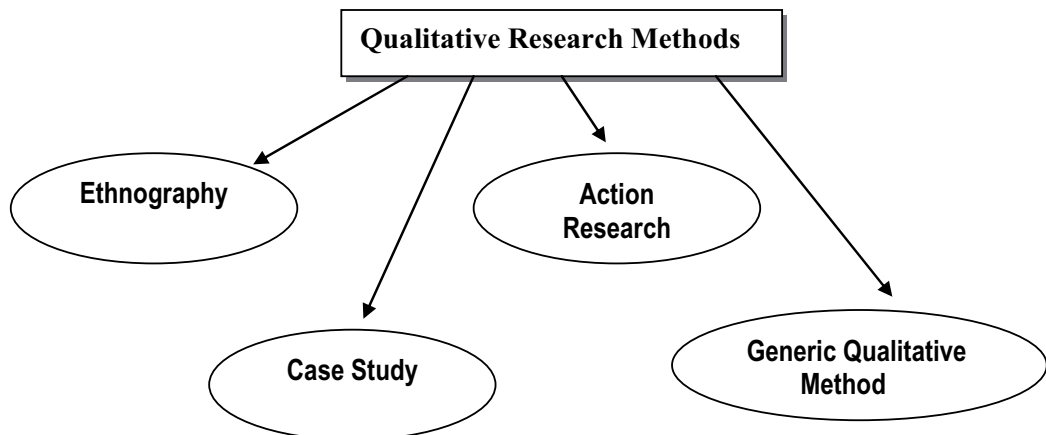 Qualitative Research Methods
Ethnography
Action
Research
Case Study
Generic Qualitative
Method